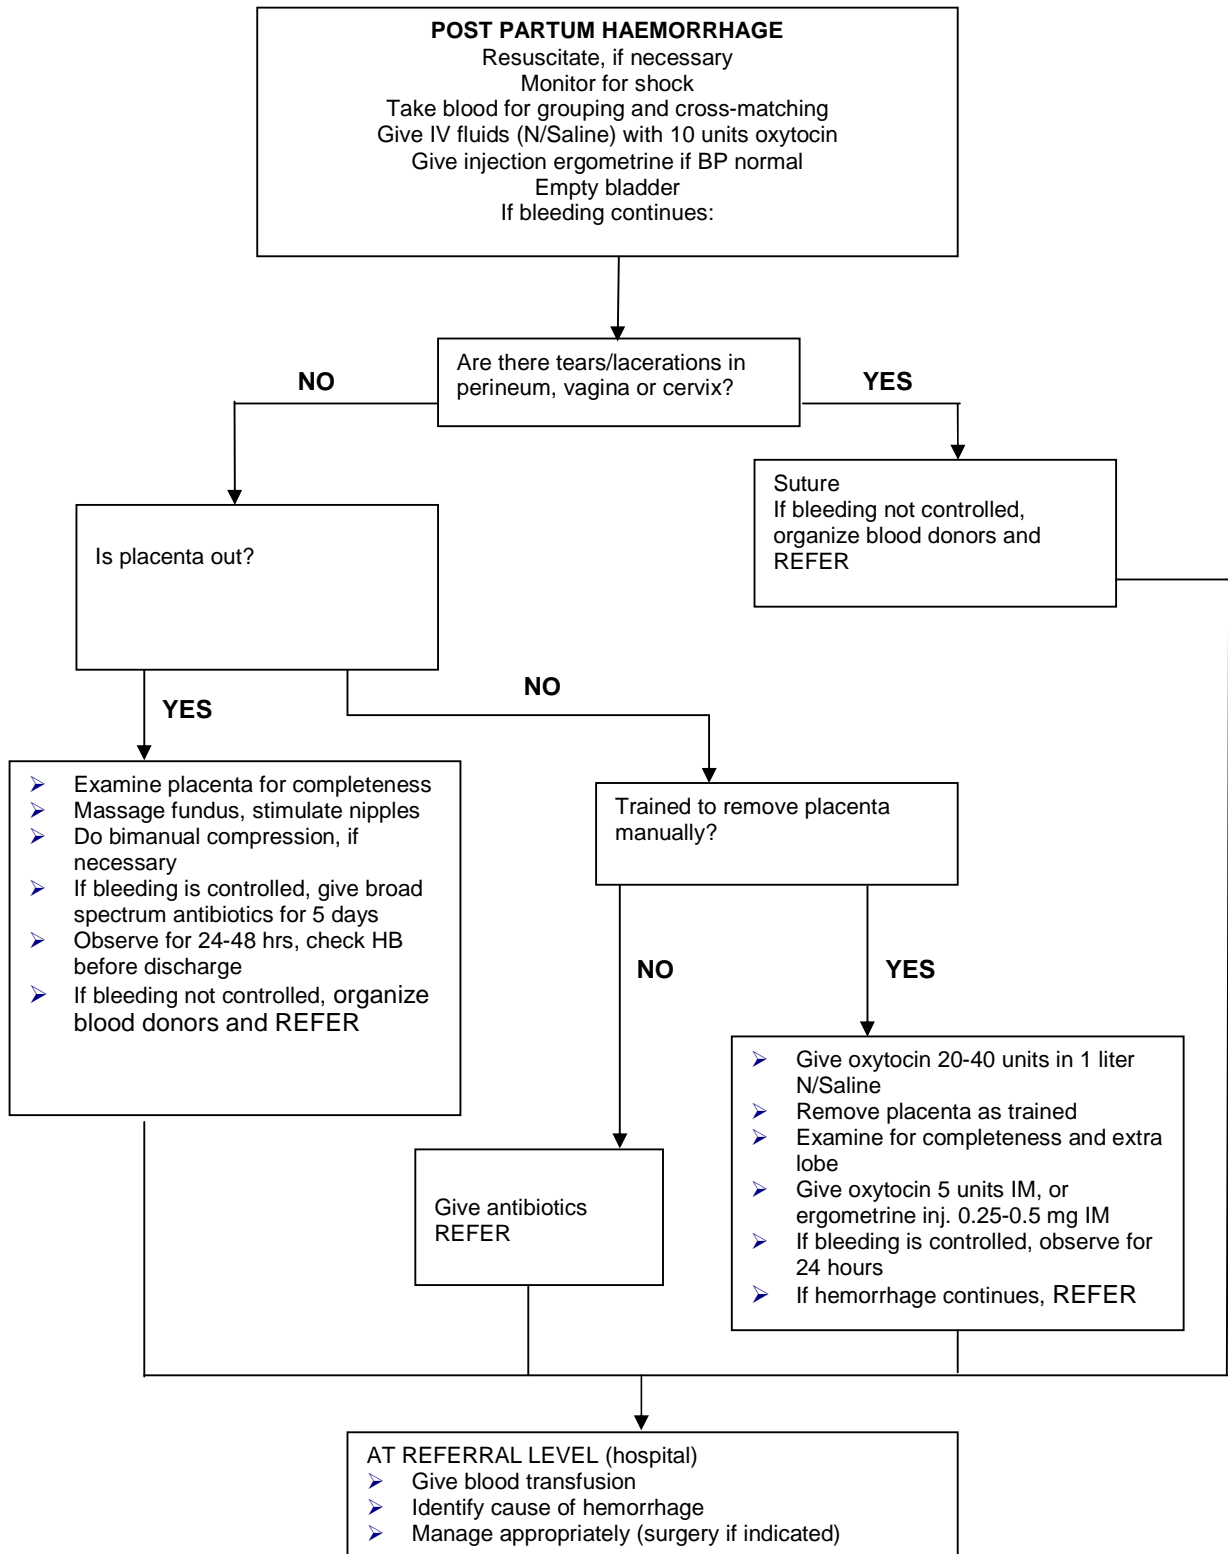 POST PARTUM HAEMORRHAGE
Resuscitate, if necessary
Monitor for shock
Take blood for grouping and cross-matching
Give IV fluids (N/Saline) with 10 units oxytocin
Give injection ergometrine if BP normal
Empty bladder
If bleeding continues:
Are there tears/lacerations in
perineum, vagina or cervix?
NO
YES
Suture
If bleeding not controlled,
organize blood donors and
REFER
Is placenta out?
YES
NO
➢ Examine placenta for completeness
➢ Massage fundus, stimulate nipples
➢ Do bimanual compression, if
necessary
➢ If bleeding is controlled, give broad
spectrum antibiotics for 5 days
➢ Observe for 24-48 hrs, check HB
before discharge
➢ If bleeding not controlled, organize
blood donors and REFER
Trained to remove placenta
manually?
NO
YES
Give antibiotics
REFER
➢ Give oxytocin 20-40 units in 1 liter
N/Saline
➢ Remove placenta as trained
➢ Examine for completeness and extra
lobe
➢ Give oxytocin 5 units IM, or
ergometrine inj. 0.25-0.5 mg IM
➢ If bleeding is controlled, observe for
24 hours
➢ If hemorrhage continues, REFER
AT REFERRAL LEVEL (hospital)
➢ Give blood transfusion
➢ Identify cause of hemorrhage
➢ Manage appropriately (surgery if indicated)